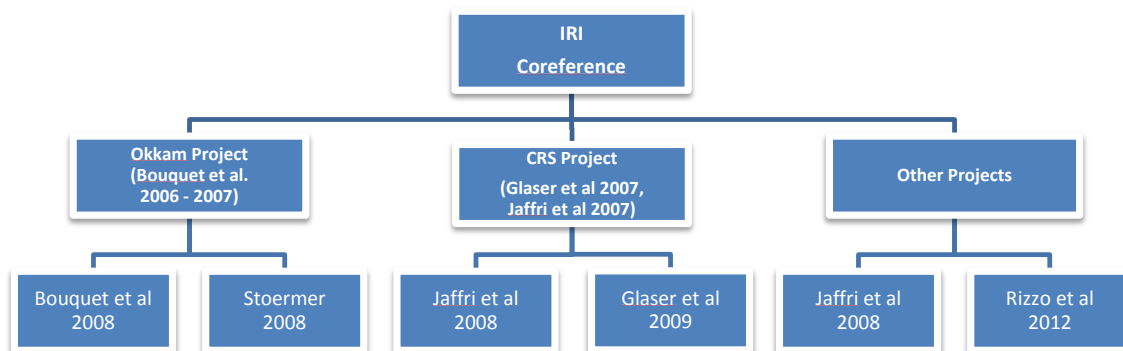 IRI
Coreference
Okkam Project
(Bouquet et al.
2006 - 2007)
CRS Project
(Glaser et al 2007,
Jaffri et al 2007)
Other Projects
Bouquet et al
2008
Stoermer
2008
Jaffri et al
2008
Glaser et al
2009
Jaffri et al
2008
Rizzo et al
2012